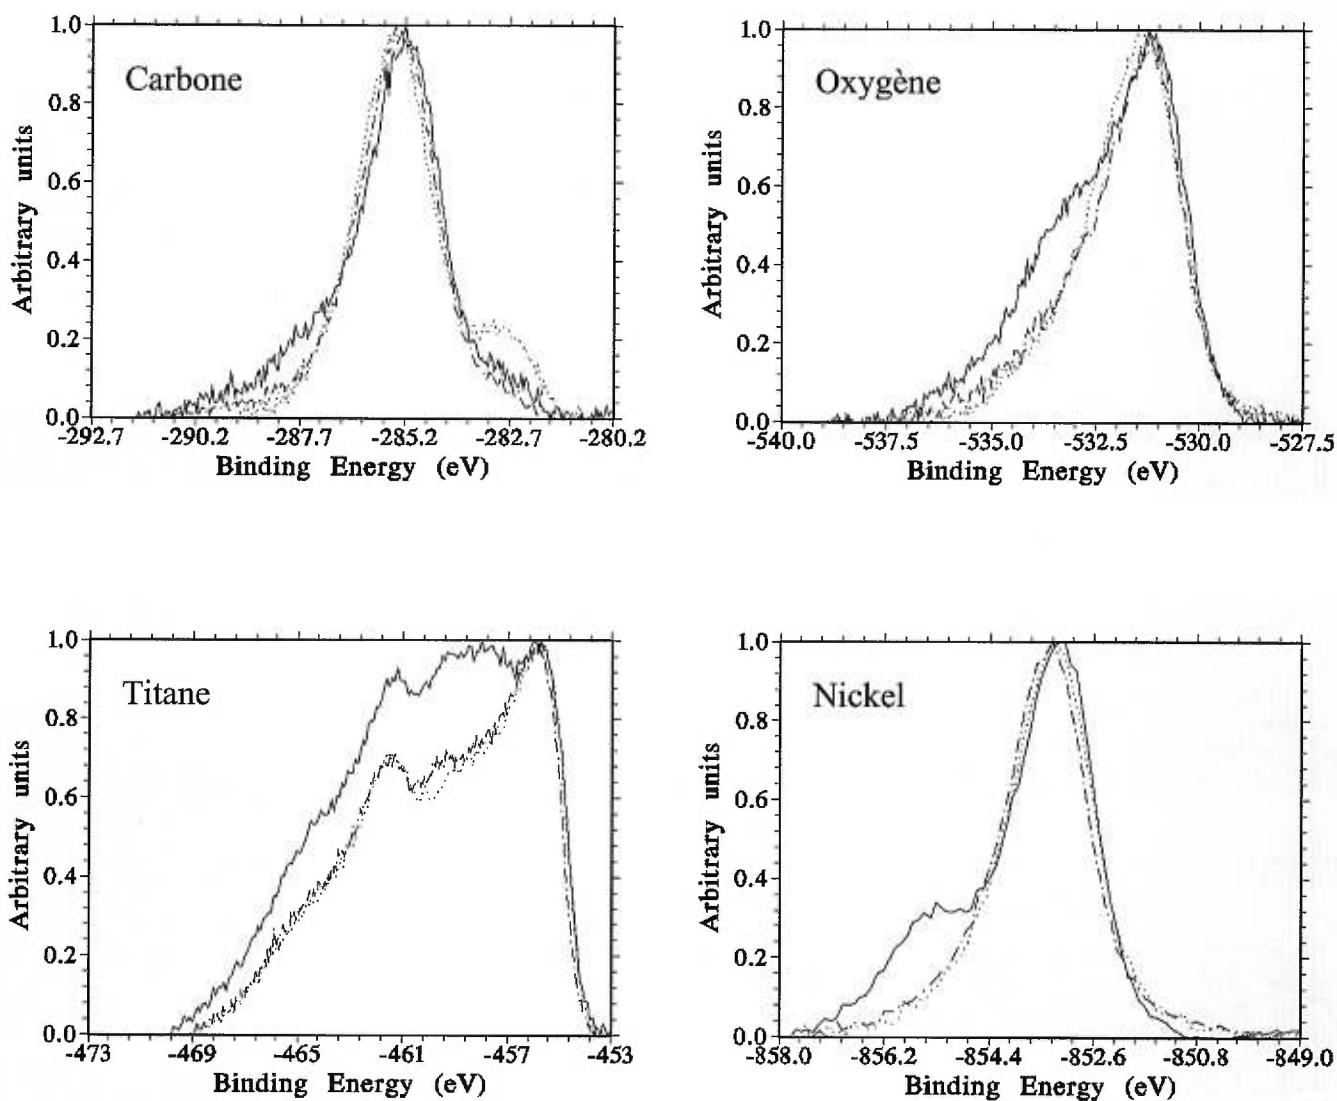 Carbone
Arbitrary units
1.0
0.8
0.6
0.4
0.2
0.0
-292.7 -290.2 -287.7 -285.2 -282.7 -280.2
Binding Energy (eV)
Oxygène
Arbitrary units
1.0
0.8
0.6
0.4
0.2
0.0
-540.0 -537.5 -535.0 -532.5 -530.0 -527.5
Binding Energy (eV)
Titane
Arbitrary units
1.0
0.8
0.6
0.4
0.2
0.0
-473 -469 -465 -461 -457 -453
Binding Energy (eV)
Nickel
Arbitrary units
1.0
0.8
0.6
0.4
0.2
0.0
-858.0 -856.2 -854.4 -852.6 -850.8 -849.0
Binding Energy (eV)